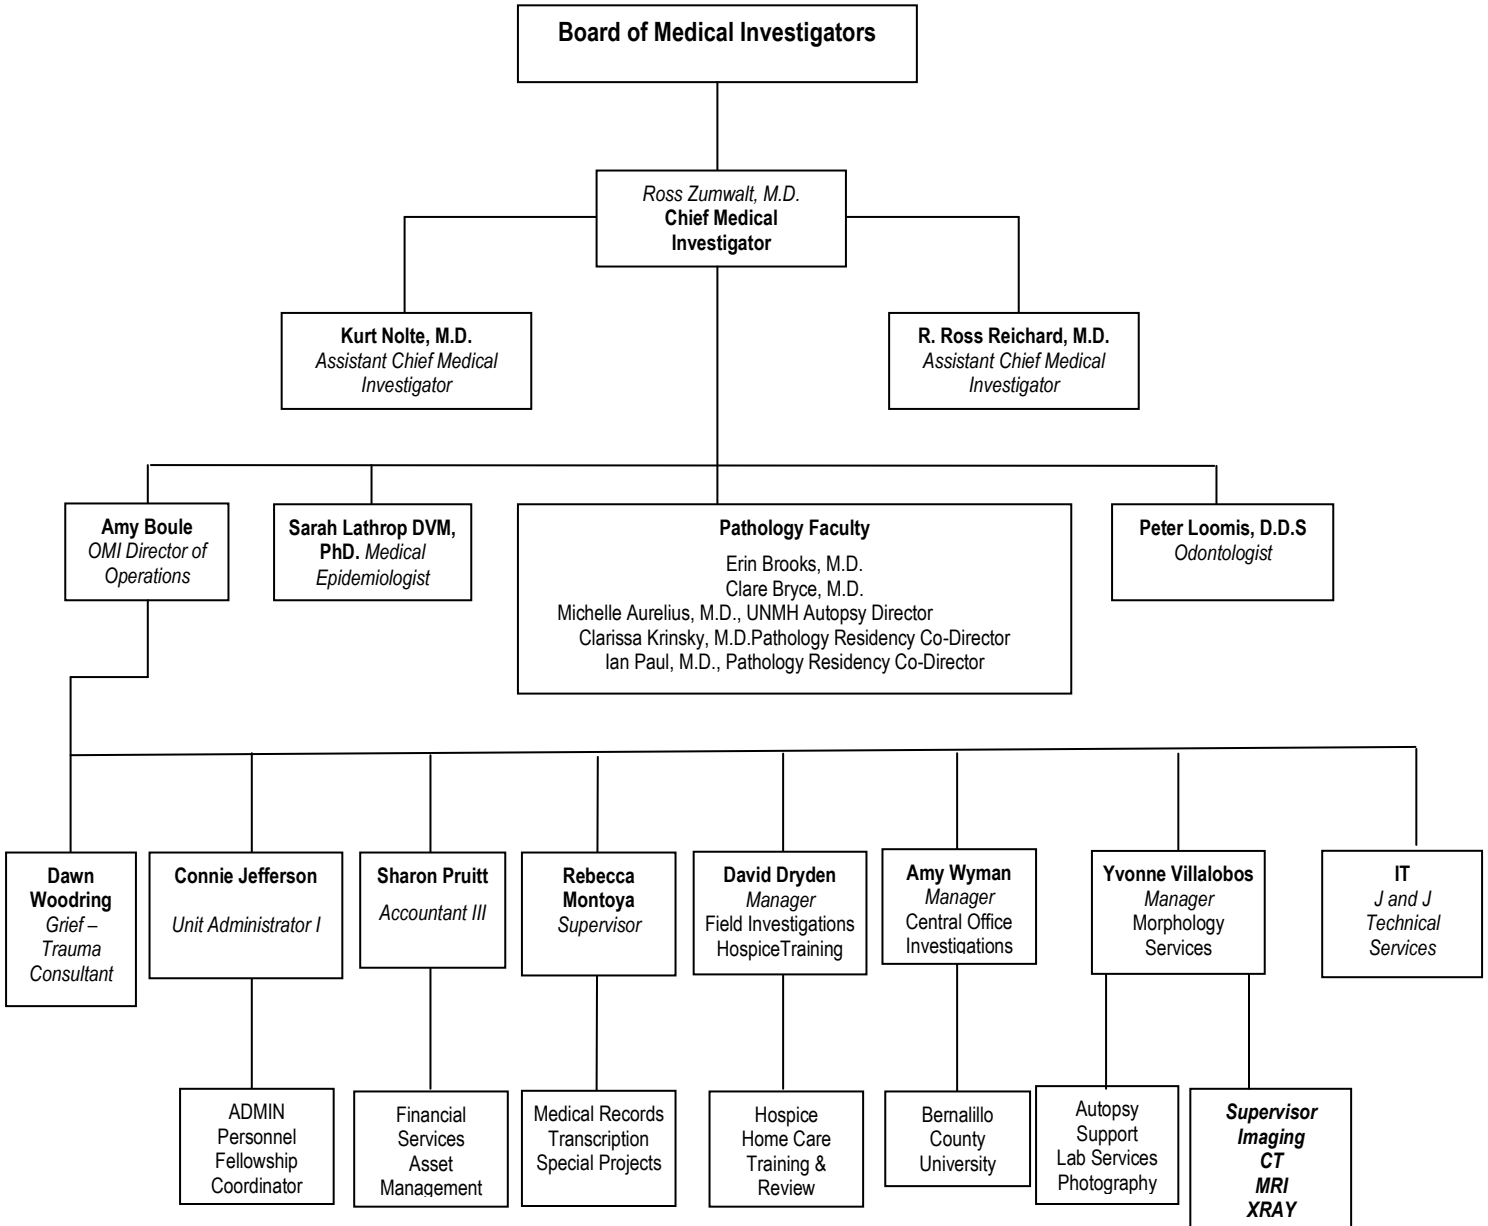 Board of Medical Investigators
Ross Zumwalt, M.D.
Chief Medical
Investigator
Kurt Nolte, M.D.
Assistant Chief Medical
Investigator
R. Ross Reichard, M.D.
Assistant Chief Medical
Investigator
Amy Boule
OMI Director of
Operations
Sarah Lathrop DVM,
PhD. Medical
Epidemiologist
Pathology Faculty
Erin Brooks, M.D.
Clare Bryce, M.D.
Michelle Aurelius, M.D., UNMH Autopsy Director
Clarissa Krinsky, M.D.Pathology Residency Co-Director
Ian Paul, M.D., Pathology Residency Co-Director
Peter Loomis, D.D.S
Odontologist
Dawn
Woodring
Grief –
Trauma
Consultant
Connie Jefferson
Unit Administrator I
Sharon Pruitt
Accountant III
Rebecca
Montoya
Supervisor
David Dryden
Manager
Field Investigations
HospiceTraining
Amy Wyman
Manager
Central Office
Investigations
Yvonne Villalobos
Manager
Morphology
Services
IT
J and J
Technical
Services
ADMIN
Personnel
Fellowship
Coordinator
Financial
Services
Asset
Management
Medical Records
Transcription
Special Projects
Hospice
Home Care
Training &
Review
Bernalillo
County
University
Autopsy
Support
Lab Services
Photography
Supervisor
Imaging
CT
MRI
XRAY